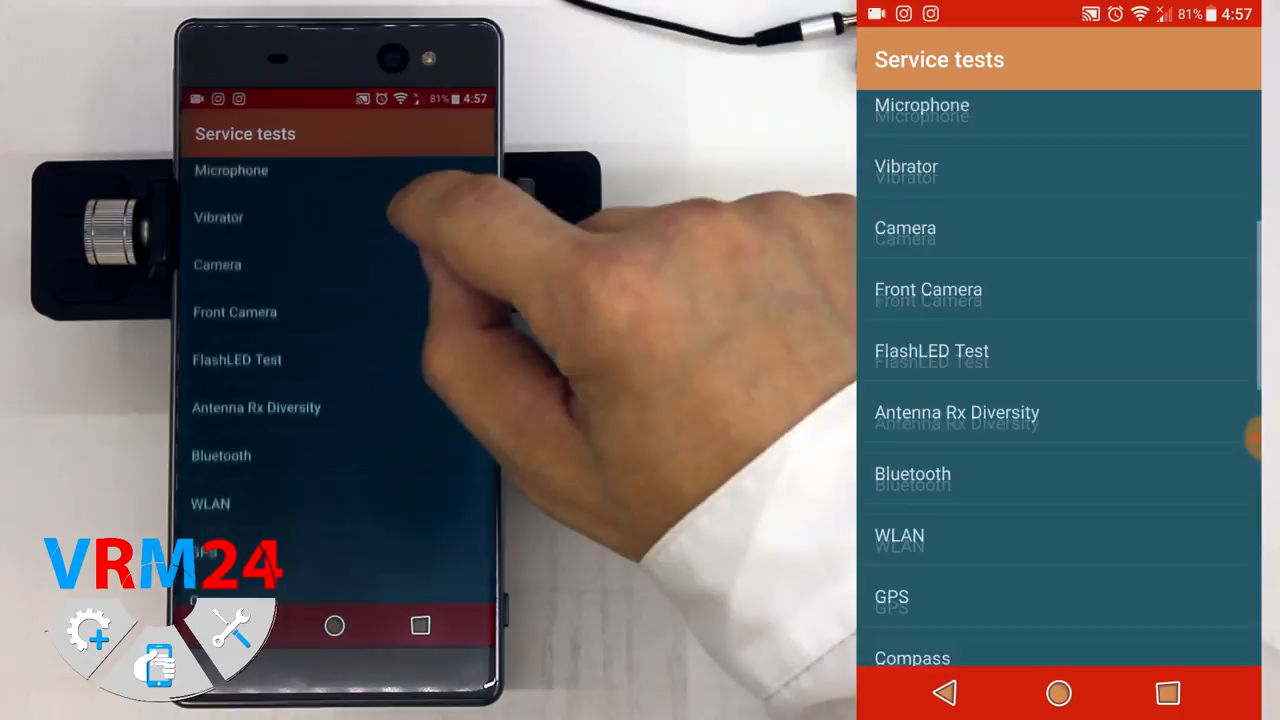 81% 4:57
Service tests
Microphone
Vibrator
Camera
Front Camera
FlashLED Test
Antenna Rx Diversity
Bluetooth
WLAN
VRM24
81% 4:57
Service tests
Microphone
Vibrator
Camera
Front Camera
FlashLED Test
Antenna Rx Diversity
Bluetooth
WLAN
GPS
Compass